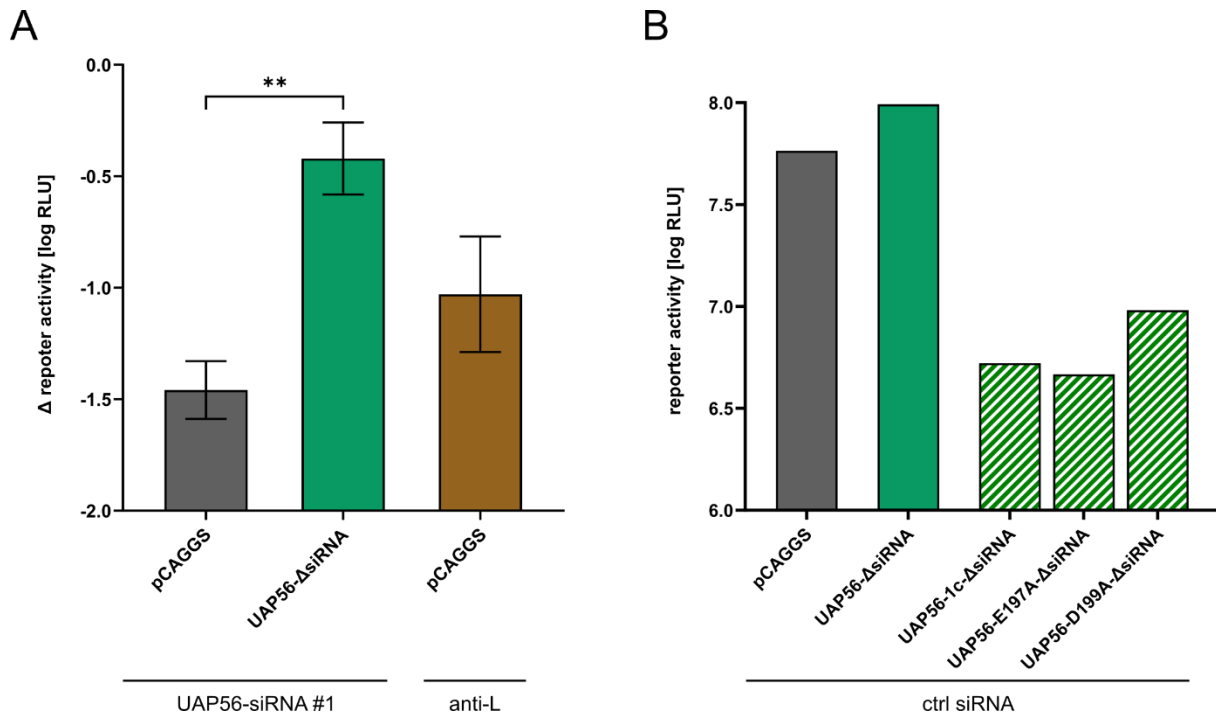 A
Δ repoter activity [log RLU]
0.0
-0.5
-1.0
-1.5
-2.0
**
pCAGGS
UAP56-ΔsiRNA
pCAGGS
UAP56-siRNA #1
anti-L
B
reporter activity [log RLU]
8.0
7.5
7.0
6.5
6.0
pCAGGS
UAP56-ΔsiRNA
UAP56-1c-ΔsiRNA
UAP56-E197A-ΔsiRNA
UAP56-D199A-ΔsiRNA
ctrl siRNA